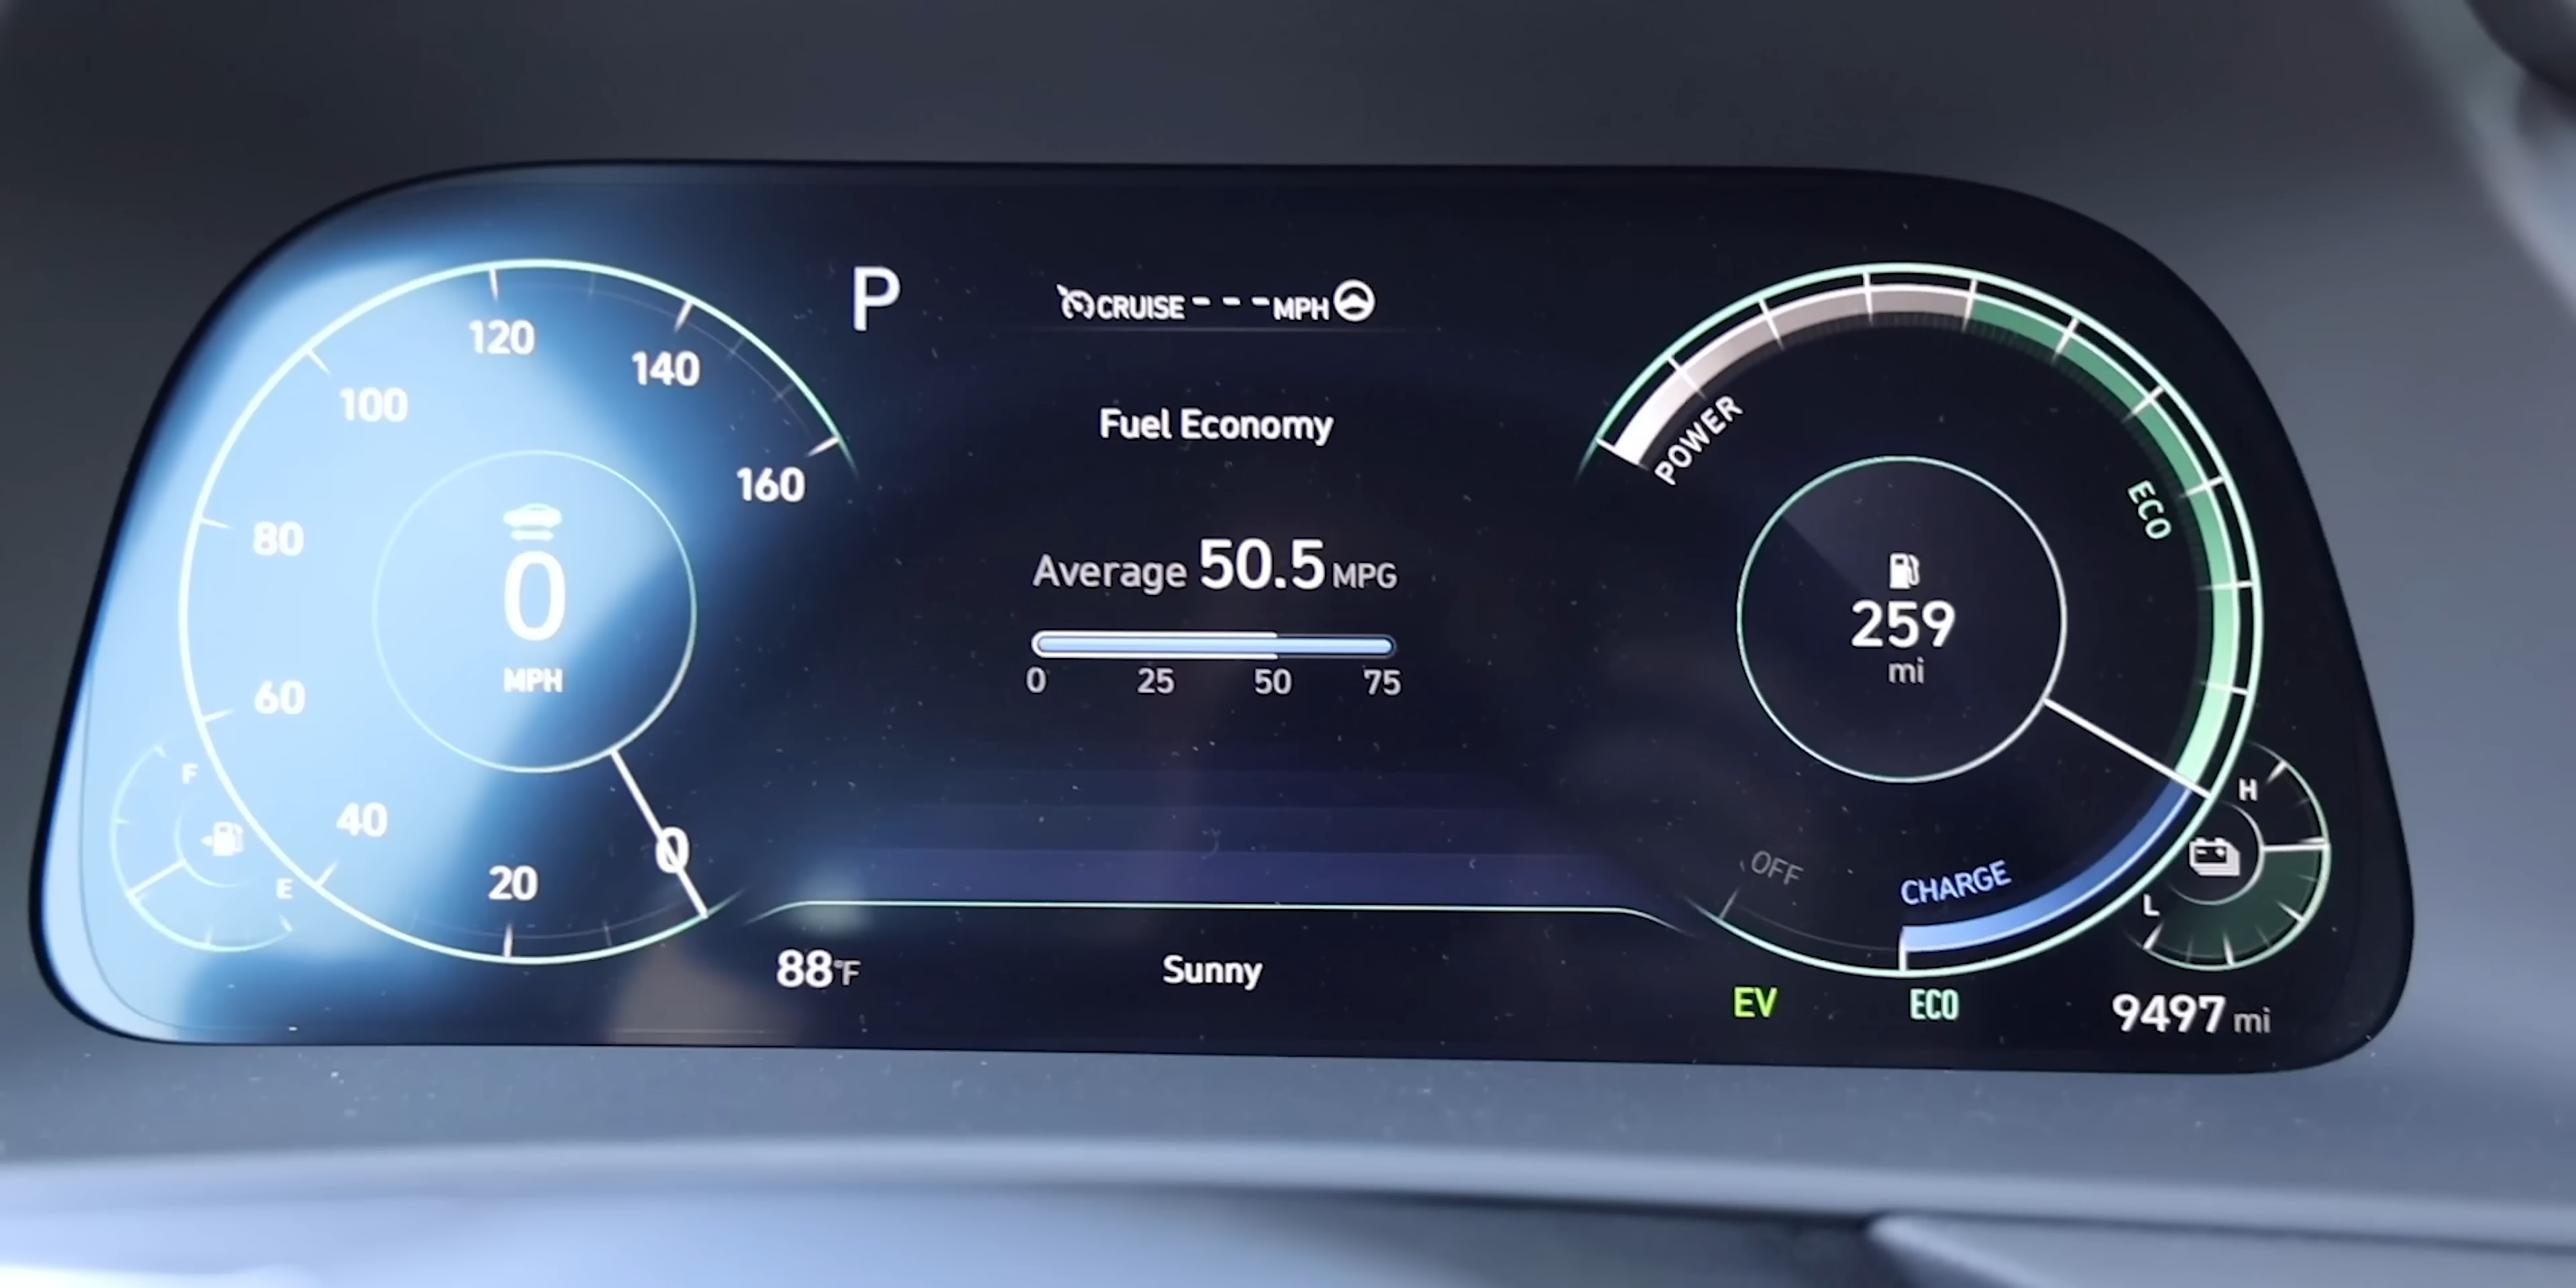 P
CRUISE - - - MPH
120
140
100
160
80
0
MPH
60
40
20
0
F
E
Fuel Economy
Average 50.5 MPG
0 25 50 75
POWER
ECO
259
mi
OFF
CHARGE
H
L
88°F
Sunny
EV
ECO
9497 mi